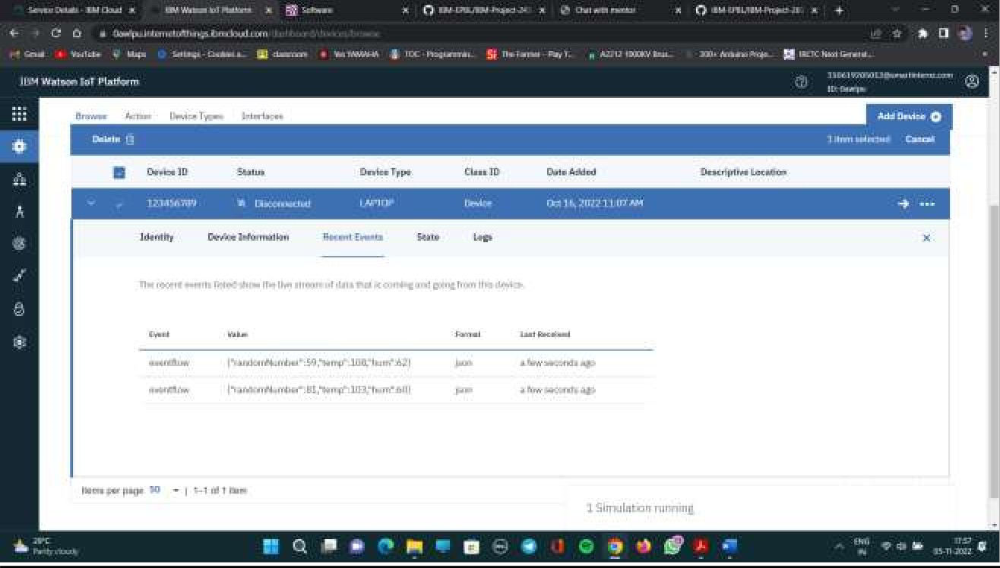 Service Details - IBM Cloud
IBM Watson IoT Platform
Software
IBM-EPBL/IBM-Project-24
Chat with mentor
IBM-EPBL/IBM-Project-28
0awlpu.internetofthings.ibmcloud.com/dashboard/devices/browse
Gmail
YouTube
Maps
Settings - Cookies a...
classroom
YAMAHA
TOC - Programmin...
The Farmer - Play T...
A2212 1000KV Brus...
200+ Arduino Proje...
IRCTC Next Generat...
IBM Watson IoT Platform
ID: 0awlpu
Browse Action Device Types Interfaces
Add Device
Delete
1 item selected Cancel
Device ID Status Device Type Class ID Date Added Descriptive Location
123456789 Disconnected LAPTOP Device Oct 16, 2022 11:07 AM
Identity Device Information Recent Events State Logs
The recent events listed show the live stream of data that is coming and going from this device.
Event Value Format Last Received
eventflow {"randomNumber":59,"temp":108,"hum":62} json a few seconds ago
eventflow {"randomNumber":81,"temp":103,"hum":60} json a few seconds ago
Items per page 50 | 1–1 of 1 item
1 Simulation running
29°C
Partly cloudy
ENG
IN
17:57
05-11-2022